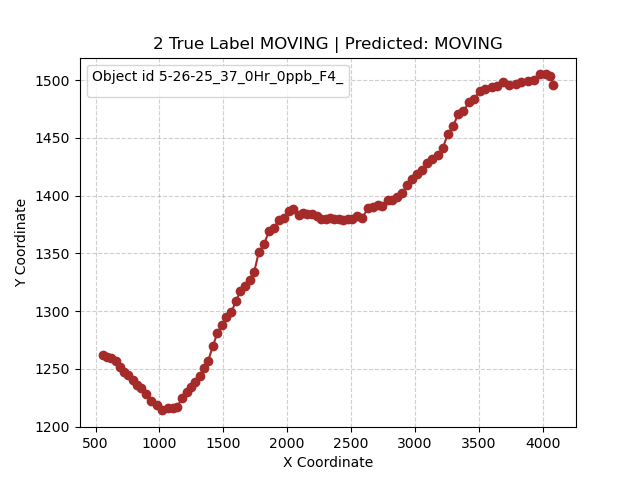 2 True Label MOVING | Predicted: MOVING
Object id 5-26-25_37_0Hr_0ppb_F4_
1500
1450
1400
1350
1300
1250
1200
Y Coordinate
500 1000 1500 2000 2500 3000 3500 4000
X Coordinate